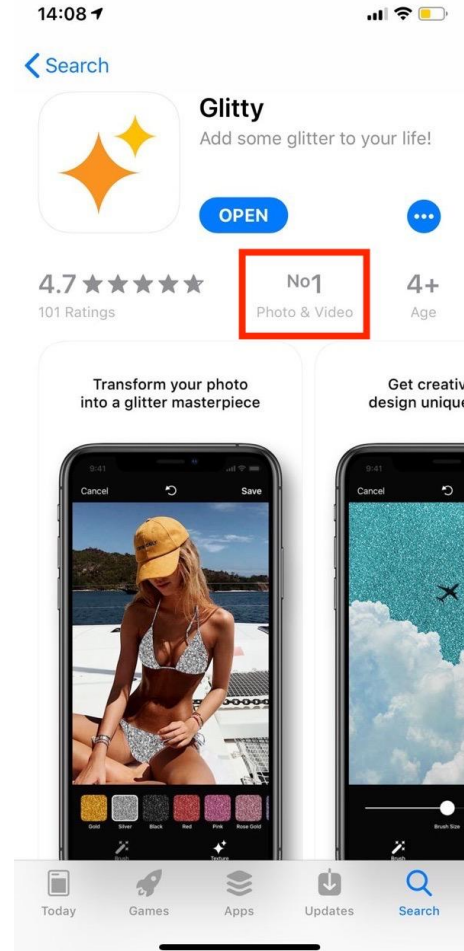 14:08
Search
Glitty
Add some glitter to your life!
OPEN
4.7
No1
4+
101 Ratings
Photo & Video
Age
Transform your photo
into a glitter masterpiece
Get creativ
design unique
9:41
Cancel
Save
9:41
Cancel
Gold
Silver
Black
Red
Pink
Rose Gold
Brush Size
Brush
Texture
Brush
Today
Games
Apps
Updates
Search